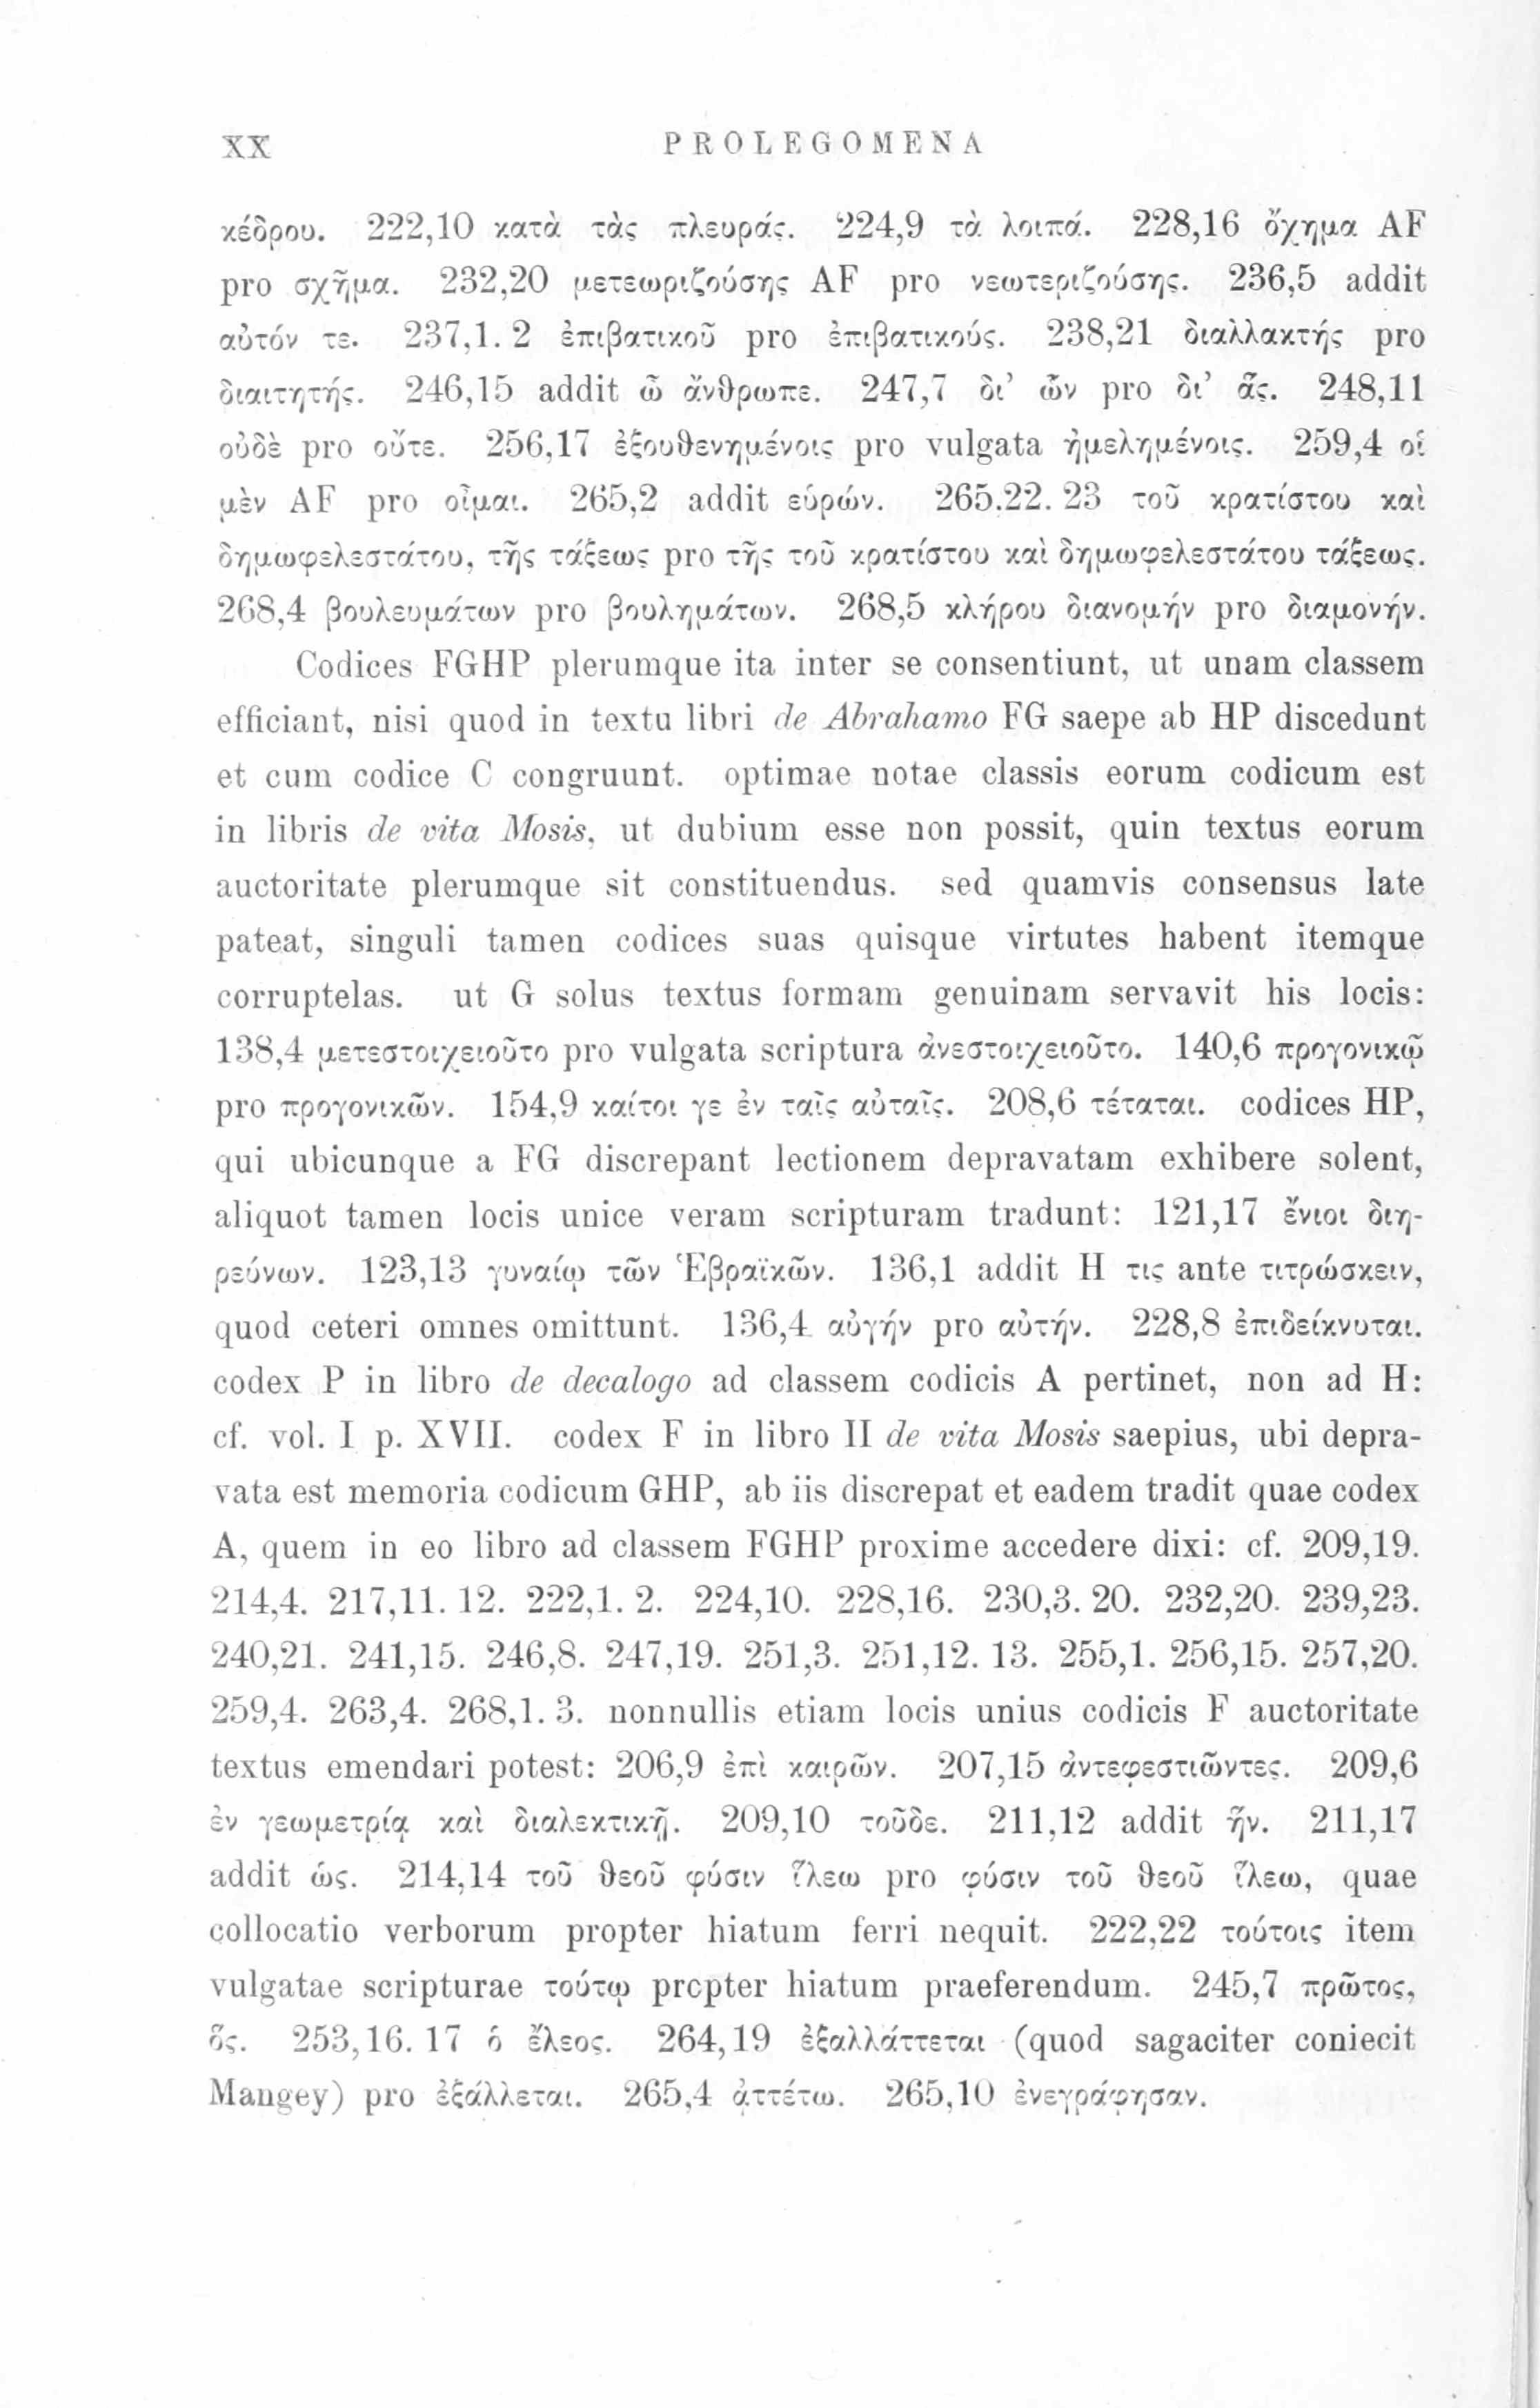 XX PROLEGOMENA
κέδρου. 222,10 κατὰ τὰς πλευράς. 224,9 τὰ λοιπά. 228,16 ὄχημα AF
pro σχῆμα. 232,20 μετεωριζούσης AF pro νεωτεριζούσης. 236,5 addit
αὐτόν τε. 237,1. 2 ἐπιβατικοῦ pro ἐπιβατικούς. 238,21 διαλλακτής pro
διαιτητής. 246,15 addit ὦ ἄνθρωπε. 247,7 δι’ ὧν pro δι’ ἃς. 248,11
οὐδὲ pro οὔτε. 256,17 ἐξουθενημένοις pro vulgata ἠμελημένοις. 259,4 οἱ
μὲν AF pro οἶμαι. 265,2 addit εὑρών. 265.22. 23 τοῦ κρατίστου καὶ
δημωφελεστάτου, τῆς τάξεως pro τῆς τοῦ κρατίστου καὶ δημωφελεστάτου τάξεως.
268,4 βουλευμάτων pro βουλημάτων. 268,5 κλήρου διανομήν pro διαμονήν.
Codices FGHP plerumque ita inter se consentiunt, ut unam classem
efficiant, nisi quod in textu libri de Abrahamo FG saepe ab HP discedunt
et cum codice C congruunt. optimae notae classis eorum codicum est
in libris de vita Mosis, ut dubium esse non possit, quin textus eorum
auctoritate plerumque sit constituendus. sed quamvis consensus late
pateat, singuli tamen codices suas quisque virtutes habent itemque
corruptelas. ut G solus textus formam genuinam servavit his locis:
138,4 μετεστοιχειοῦτο pro vulgata scriptura ἀνεστοιχειοῦτο. 140,6 προγονικῷ
pro προγονικῶν. 154,9 καίτοι γε ἐν ταῖς αὐταῖς. 208,6 τέταται. codices HP,
qui ubicunque a FG discrepant lectionem depravatam exhibere solent,
aliquot tamen locis unice veram scripturam tradunt: 121,17 ἔνιοι διη-
ρεύνων. 123,13 γυναίῳ τῶν Ἑβραϊκῶν. 136,1 addit H τις ante τιτρώσκειν,
quod ceteri omnes omittunt. 136,4 αὐγήν pro αὐτήν. 228,8 ἐπιδείκνυται.
codex P in libro de decalogo ad classem codicis A pertinet, non ad H:
cf. vol. I p. XVII. codex F in libro II de vita Mosis saepius, ubi depra-
vata est memoria codicum GHP, ab iis discrepat et eadem tradit quae codex
A, quem in eo libro ad classem FGHP proxime accedere dixi: cf. 209,19.
214,4. 217,11. 12. 222,1. 2. 224,10. 228,16. 230,3. 20. 232,20. 239,23.
240,21. 241,15. 246,8. 247,19. 251,3. 251,12. 13. 255,1. 256,15. 257,20.
259,4. 263,4. 268,1. 3. nonnullis etiam locis unius codicis F auctoritate
textus emendari potest: 206,9 ἐπὶ καιρῶν. 207,15 ἀντεφεστιῶντες. 209,6
ἐν γεωμετρίᾳ καὶ διαλεκτικῇ. 209,10 τοῦδε. 211,12 addit ἥν. 211,17
addit ὡς. 214,14 τοῦ θεοῦ φύσιν ἵλεω pro φύσιν τοῦ θεοῦ ἵλεω, quae
collocatio verborum propter hiatum ferri nequit. 222,22 τούτοις item
vulgatae scripturae τούτῳ propter hiatum praeferendum. 245,7 πρῶτος,
ὅς. 253,16. 17 ὁ ἔλεος. 264,19 ἐξαλλάττεται (quod sagaciter coniecit
Mangey) pro ἐξάλλεται. 265,4 ᾀττέτω. 265,10 ἐνεγράφησαν.